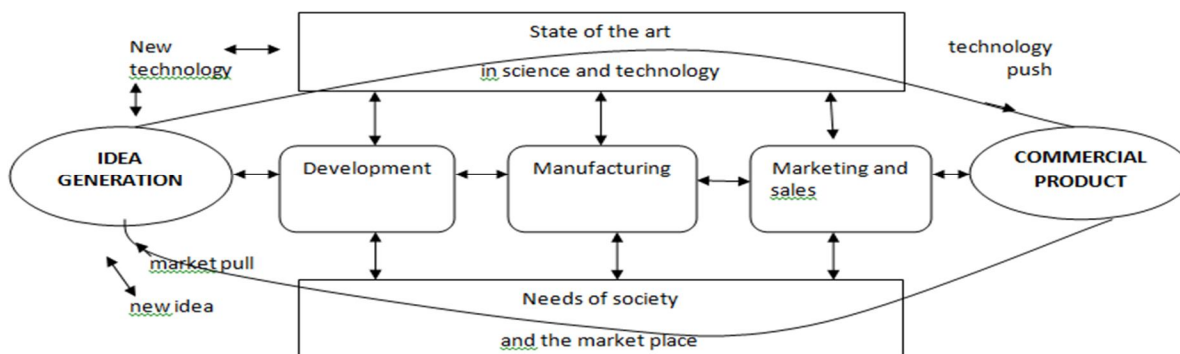 State of the art
in science and technology
New
technology
technology
push
IDEA
GENERATION
Development
Manufacturing
Marketing and
sales
COMMERCIAL
PRODUCT
market pull
new idea
Needs of society
and the market place